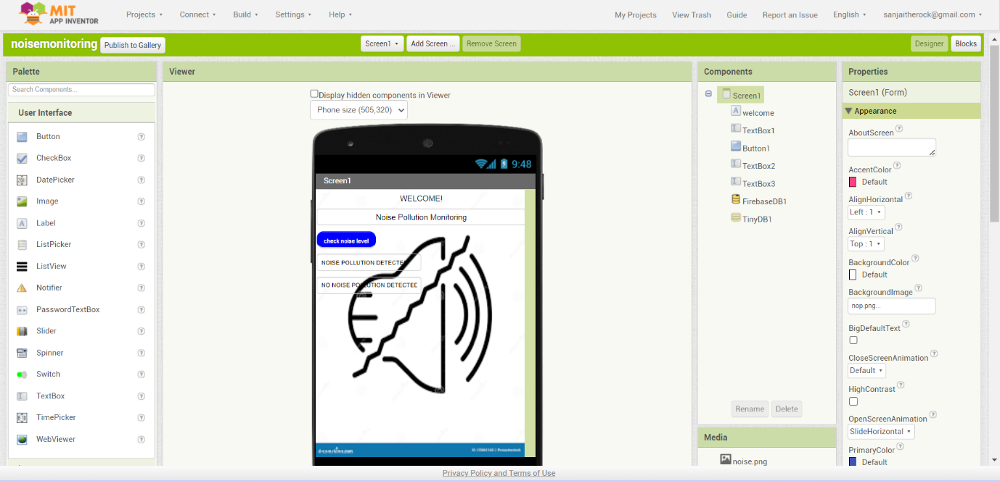 MIT
APP INVENTOR
Projects Connect Build Settings Help My Projects View Trash Guide Report an Issue English sanjaitherock@gmail.com
noisemonitoring Publish to Gallery Screen1 Add Screen ... Remove Screen Designer Blocks
Palette
Search Components...
User Interface
Button ?
CheckBox ?
DatePicker ?
Image ?
Label ?
ListPicker ?
ListView ?
Notifier ?
PasswordTextBox ?
Slider ?
Spinner ?
Switch ?
TextBox ?
TimePicker ?
WebViewer ?
Viewer
Display hidden components in Viewer
Phone size (505,320)
9:48
Screen1
WELCOME!
Noise Pollution Monitoring
check noise level
NOISE POLLUTION DETECTED
NO NOISE POLLUTION DETECTED
dreamstime.com
Components
Screen1
A welcome
TextBox1
Button1
TextBox2
TextBox3
FirebaseDB1
TinyDB1
Rename Delete
Media
noise.png
Properties
Screen1 (Form)
Appearance
AboutScreen ?
AccentColor ?
Default
AlignHorizontal ?
Left : 1
AlignVertical ?
Top : 1
BackgroundColor ?
Default
BackgroundImage ?
nop.png...
BigDefaultText ?
CloseScreenAnimation ?
Default
HighContrast ?
OpenScreenAnimation ?
SlideHorizontal
PrimaryColor ?
Default
Privacy Policy and Terms of Use